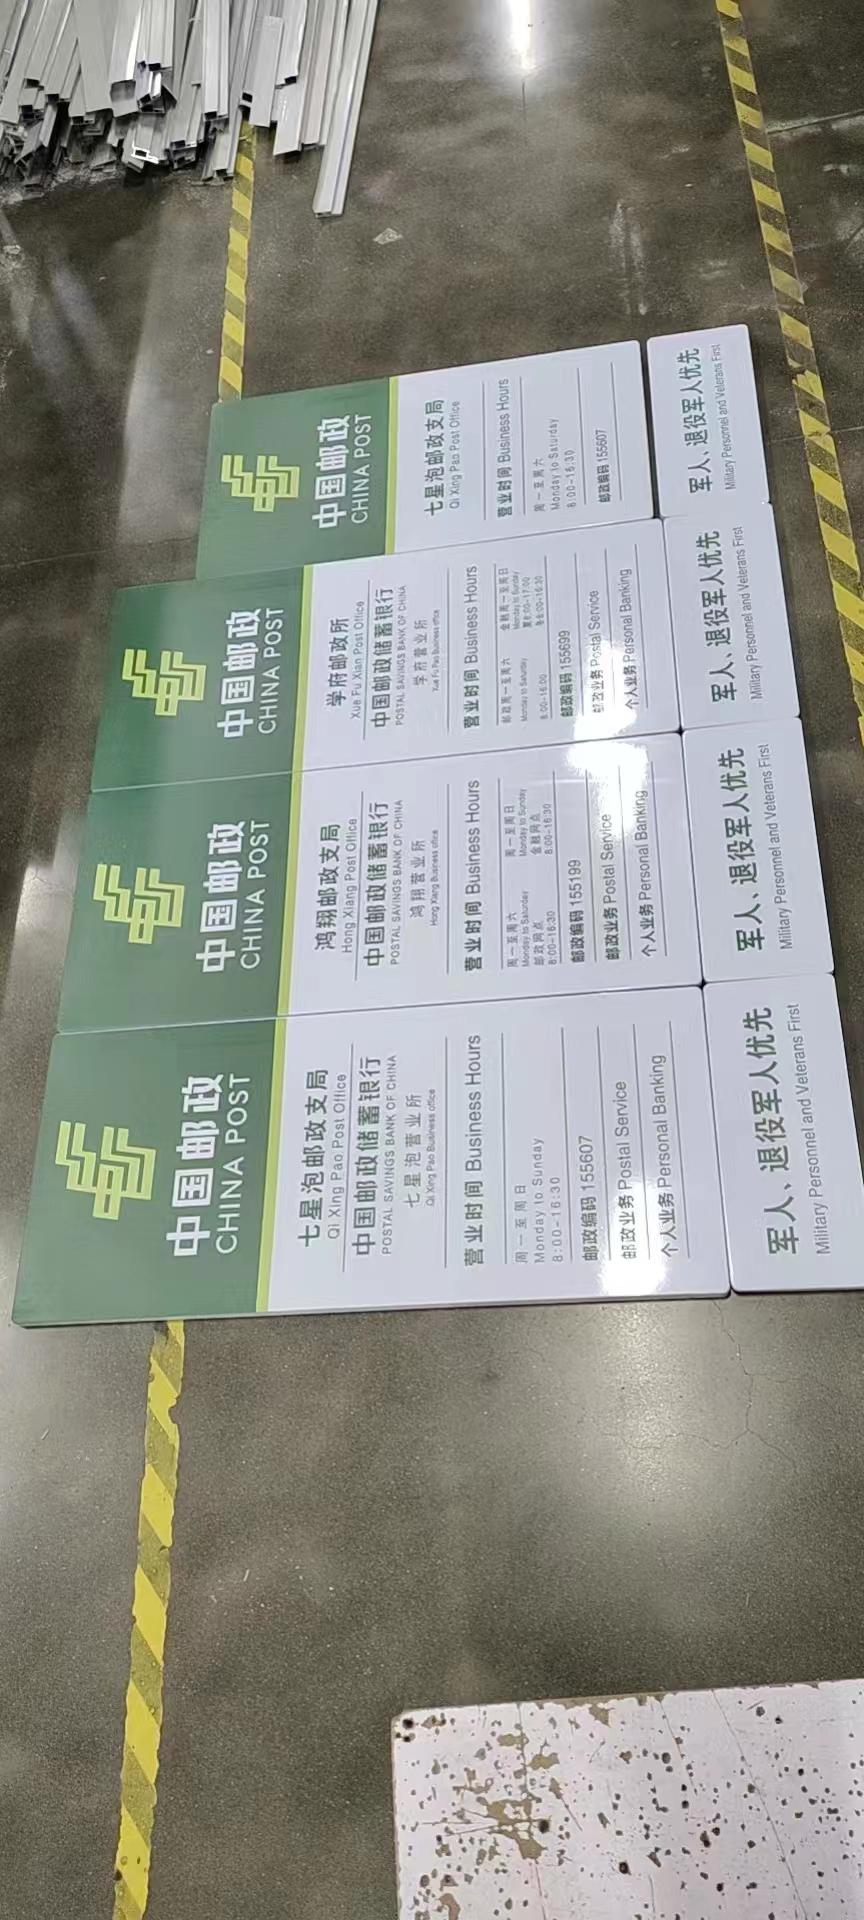 中国邮政
CHINA POST
七星泡邮政支局
Qi Xing Pao Post Office
营业时间 Business Hours
周一至周六
Monday to Saturday
8:00-16:30
邮政编码 155607
军人、退役军人优先
Military Personnel and Veterans First
中国邮政
CHINA POST
学府邮政所
Xue Fu Xian Post Office
中国邮政储蓄银行
POSTAL SAVINGS BANK OF CHINA
学府营业所
Xue Fu Pao Business office
营业时间 Business Hours
邮政周一至周六
Monday to Saturday
8:00-16:00
金融周一至周日
Monday to Sunday
夏8:00-17:00
冬8:00-16:30
邮政编码 155699
邮政业务 Postal Service
个人业务 Personal Banking
军人、退役军人优先
Military Personnel and Veterans First
中国邮政
CHINA POST
鸿翔邮政支局
Hong Xiang Post Office
中国邮政储蓄银行
POSTAL SAVINGS BANK OF CHINA
鸿翔营业所
Hong Xiang Business office
营业时间 Business Hours
周一至周六
Monday to Saturday
邮政网点
8:00-16:30
周一至周日
Monday to Sunday
金融网点
8:00-16:30
邮政编码 155199
邮政业务 Postal Service
个人业务 Personal Banking
军人、退役军人优先
Military Personnel and Veterans First
中国邮政
CHINA POST
七星泡邮政支局
Qi Xing Pao Post Office
中国邮政储蓄银行
POSTAL SAVINGS BANK OF CHINA
七星泡营业所
Qi Xing Pao Business office
营业时间 Business Hours
周一至周日
Monday to Sunday
8:00-16:30
邮政编码 155607
邮政业务 Postal Service
个人业务 Personal Banking
军人、退役军人优先
Military Personnel and Veterans First